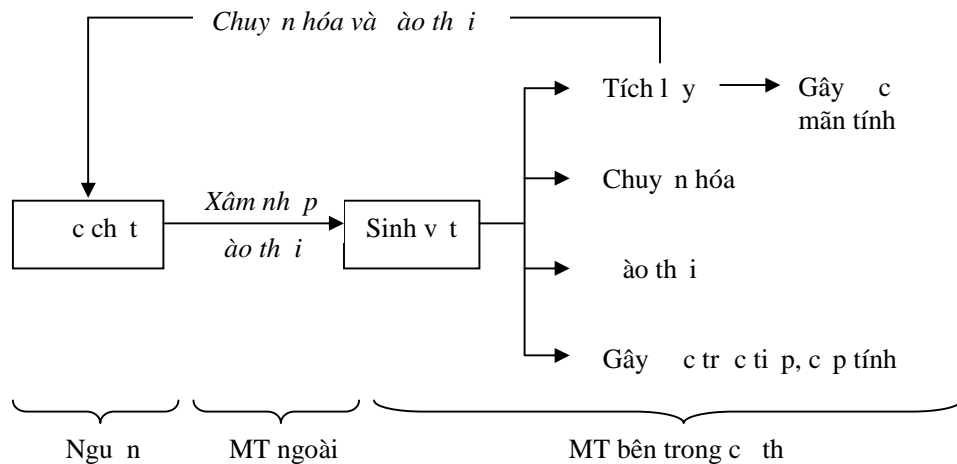 Chuy n hóa và ào th i
Tích l y
Gây c
mãn tính
Chuy n hóa
Xâm nh p
c ch t
Sinh v t
ào th i
ào th i
Gây c tr c ti p, c p tính
Ngu n
MT ngoài
MT bên trong c th